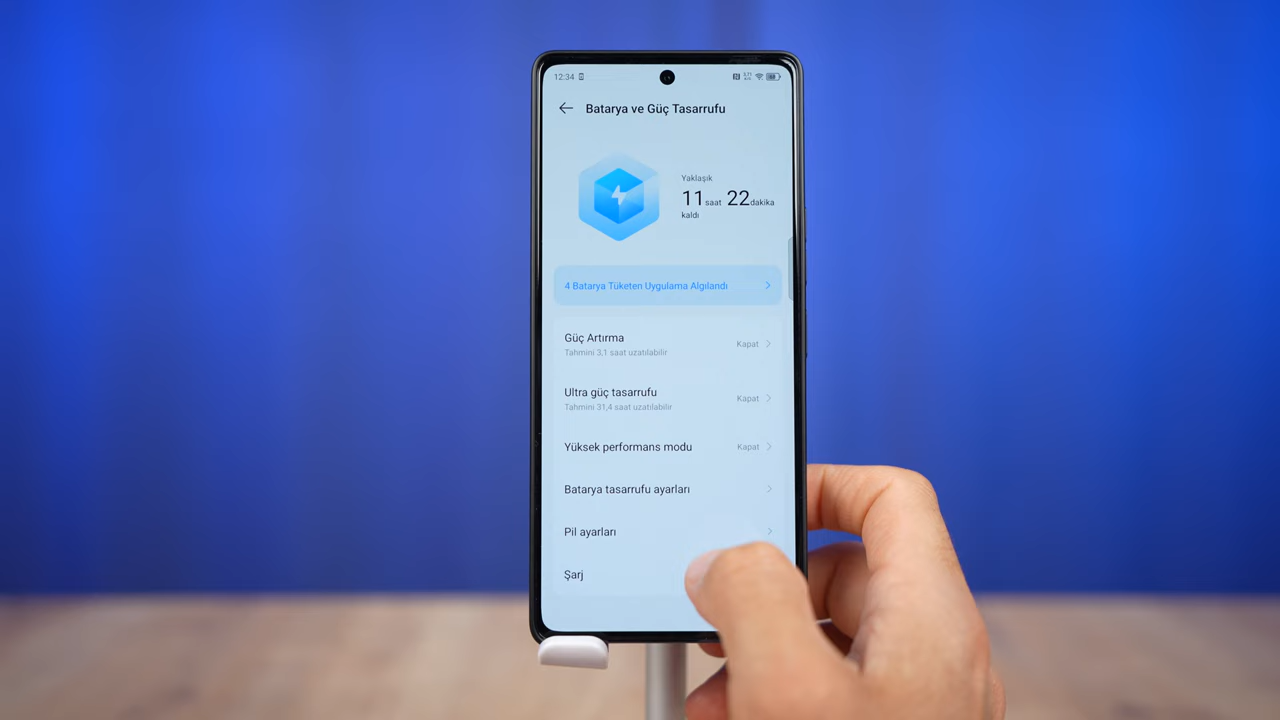 12:34
Batarya ve Güç Tasarrufu
Yaklaşık
11 saat 22 dakika
kaldı
4 Batarya Tüketen Uygulama Algılandı
Güç Artırma
Kapat
Tahmini 3,1 saat uzatılabilir
Ultra güç tasarrufu
Kapat
Tahmini 31,4 saat uzatılabilir
Yüksek performans modu
Kapat
Batarya tasarrufu ayarları
Pil ayarları
Şarj